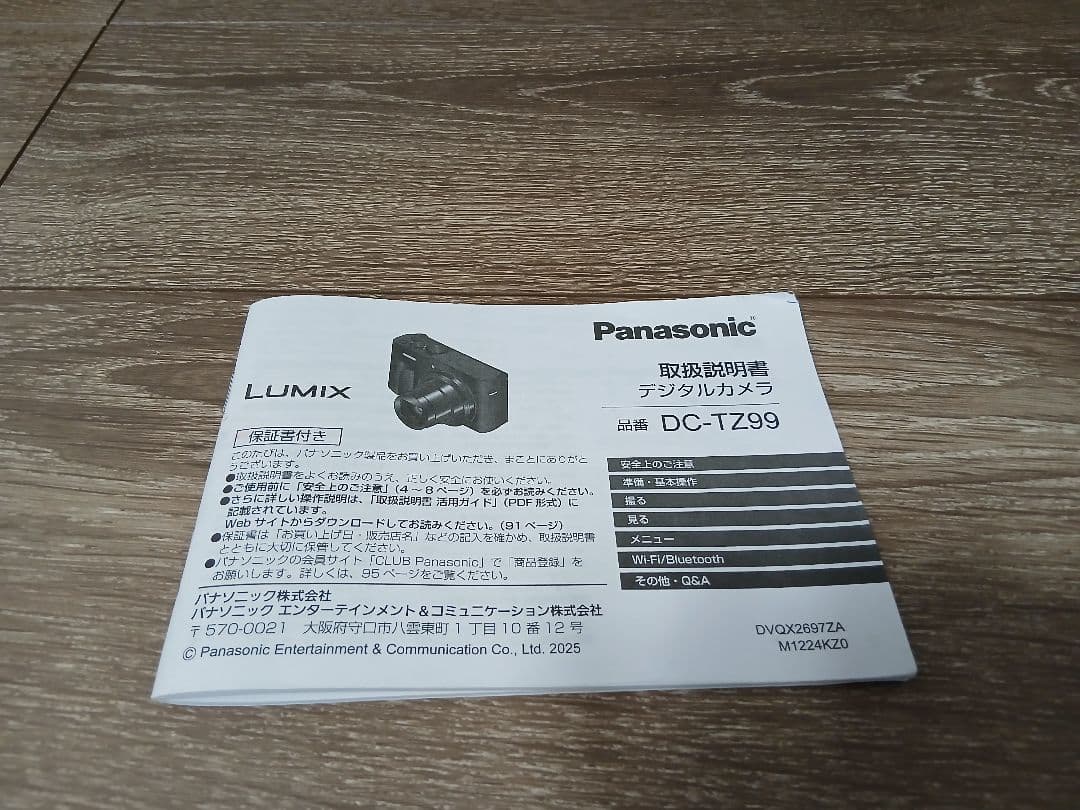 Panasonic
取扱説明書
デジタルカメラ
品番 DC-TZ99
LUMIX
保証書付き
このたびは、パナソニック製品をお買い上げいただき、まことにありがと
うございます。
●取扱説明書をよくお読みのうえ、正しく安全にお使いください。
●ご使用前に「安全上のご注意」(4～8ページ)を必ずお読みください。
●さらに詳しい操作説明は、「取扱説明書 活用ガイド」(PDF形式)に
記載されています。
Webサイトからダウンロードしてお読みください。(91ページ)
●保証書は「お買い上げ日・販売店名」などの記入を確かめ、取扱説明書
とともに大切に保管してください。
●パナソニックの会員サイト「CLUB Panasonic」で「商品登録」を
お願いします。詳しくは、95ページをご覧ください。
パナソニック株式会社
パナソニック エンターテインメント&コミュニケーション株式会社
〒570-0021 大阪府守口市八雲東町1丁目10番12号
© Panasonic Entertainment & Communication Co., Ltd. 2025
安全上のご注意
準備・基本操作
撮る
見る
メニュー
Wi-Fi/Bluetooth
その他・Q&A
DVQX2697ZA
M1224KZ0